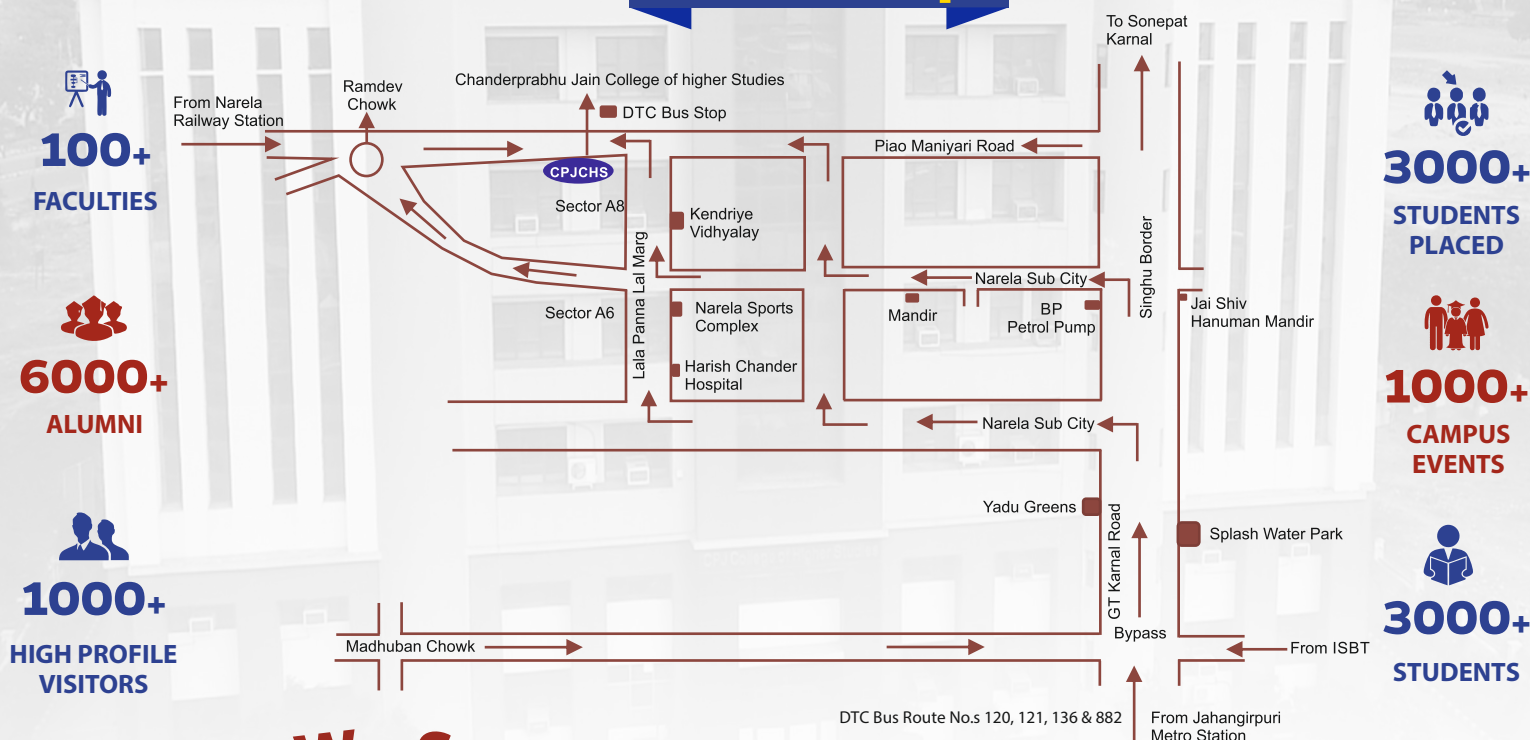 To Sonepat
Karnal
Chanderprabhu Jain College of higher Studies
Ramdev
Chowk
From Narela
Railway Station
DTC Bus Stop
Piao Maniyari Road
CPJCHS
Sector A8
Kendriye
Vidhyalay
Lala Panna Lal Marg
Singhu Border
Narela Sub City
Sector A6
Narela Sports
Complex
Mandir
BP
Petrol Pump
Jai Shiv
Hanuman Mandir
Harish Chander
Hospital
Narela Sub City
Yadu Greens
GT Karnal Road
Splash Water Park
Bypass
Madhuban Chowk
From ISBT
DTC Bus Route No.s 120, 121, 136 & 882
From Jahangirpuri
Metro Station
100+
FACULTIES
6000+
ALUMNI
1000+
HIGH PROFILE
VISITORS
3000+
STUDENTS
PLACED
1000+
CAMPUS
EVENTS
3000+
STUDENTS